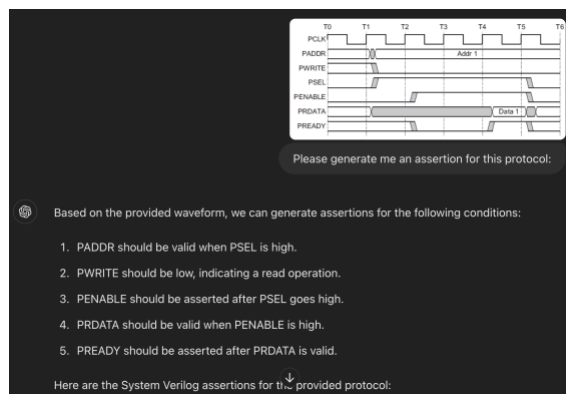 T0 T1 T2 T3 T4 T5 T6
PCLK
PADDR Addr 1
PWRITE
PSEL
PENABLE
PRDATA Data 1
PREADY
Please generate me an assertion for this protocol:
Based on the provided waveform, we can generate assertions for the following conditions:
1. PADDR should be valid when PSEL is high.
2. PWRITE should be low, indicating a read operation.
3. PENABLE should be asserted after PSEL goes high.
4. PRDATA should be valid when PENABLE is high.
5. PREADY should be asserted after PRDATA is valid.
Here are the System Verilog assertions for the provided protocol: